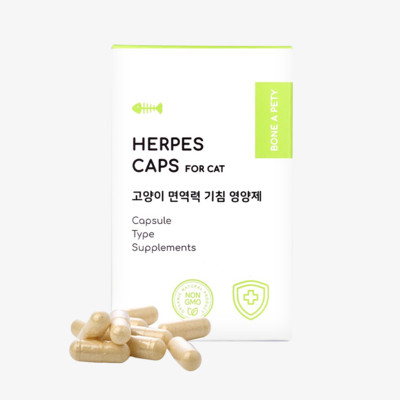 BONE A PETY
HERPES
CAPS FOR CAT
고양이 면역력 기침 영양제
Capsule
Type
Supplements
NON
GMO